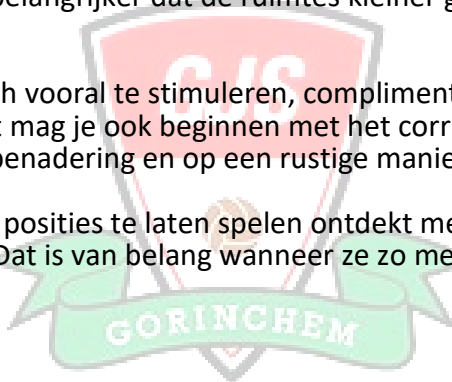 belangrijker dat de ruimtes kleiner g
h vooral te stimuleren, compliment
t mag je ook beginnen met het corr
benadering en op een rustige manie
posities te laten spelen ontdekt me
Dat is van belang wanneer ze zo me
GJS
GORINCHEM